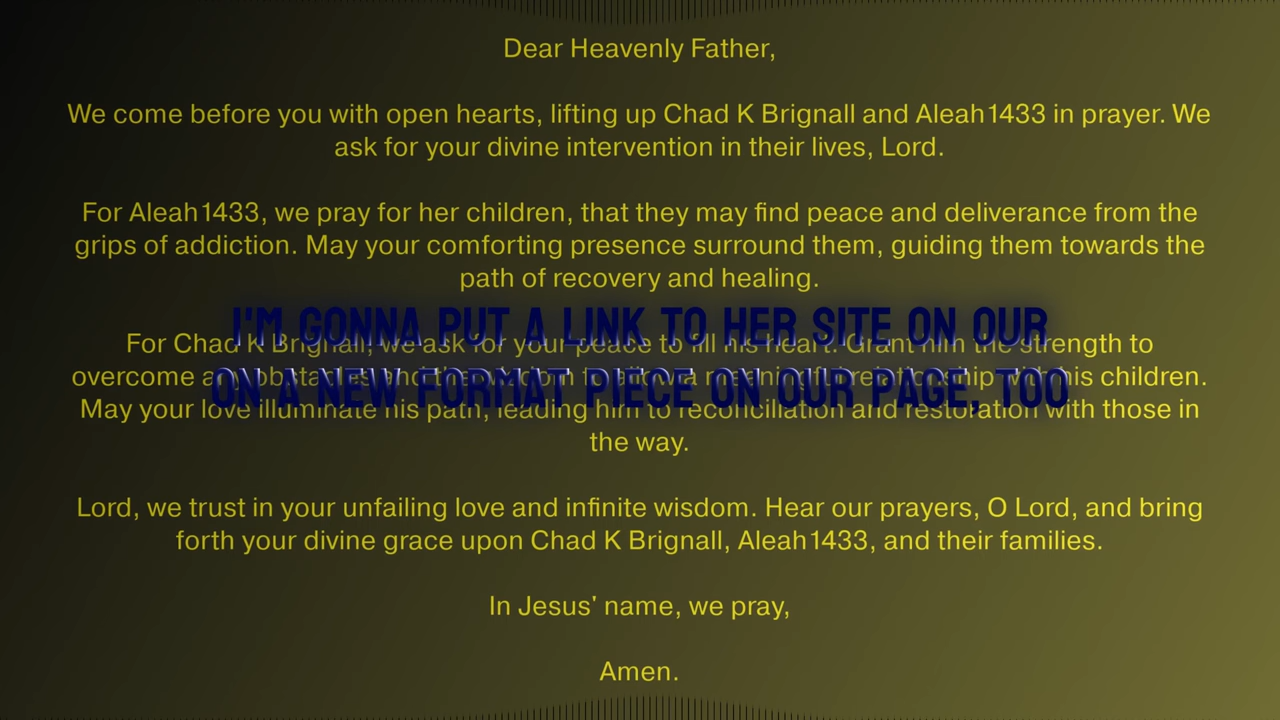 Dear Heavenly Father,
We come before you with open hearts, lifting up Chad K Brignall and Aleah1433 in prayer. We
ask for your divine intervention in their lives, Lord.
For Aleah1433, we pray for her children, that they may find peace and deliverance from the
grips of addiction. May your comforting presence surround them, guiding them towards the
path of recovery and healing.
I'M GONNA PUT A LINK TO HER SITE ON OUR
For Chad K Brignall, we ask for your peace to fill his heart. Grant him the strength to
overcome any obstacles and the wisdom to a meaningful relationship with his children.
ON A NEW FORMAT PIECE ON OUR PAGE, TOO
May your love illuminate his path, leading him to reconciliation and restoration with those in
the way.
Lord, we trust in your unfailing love and infinite wisdom. Hear our prayers, O Lord, and bring
forth your divine grace upon Chad K Brignall, Aleah1433, and their families.
In Jesus' name, we pray,
Amen.